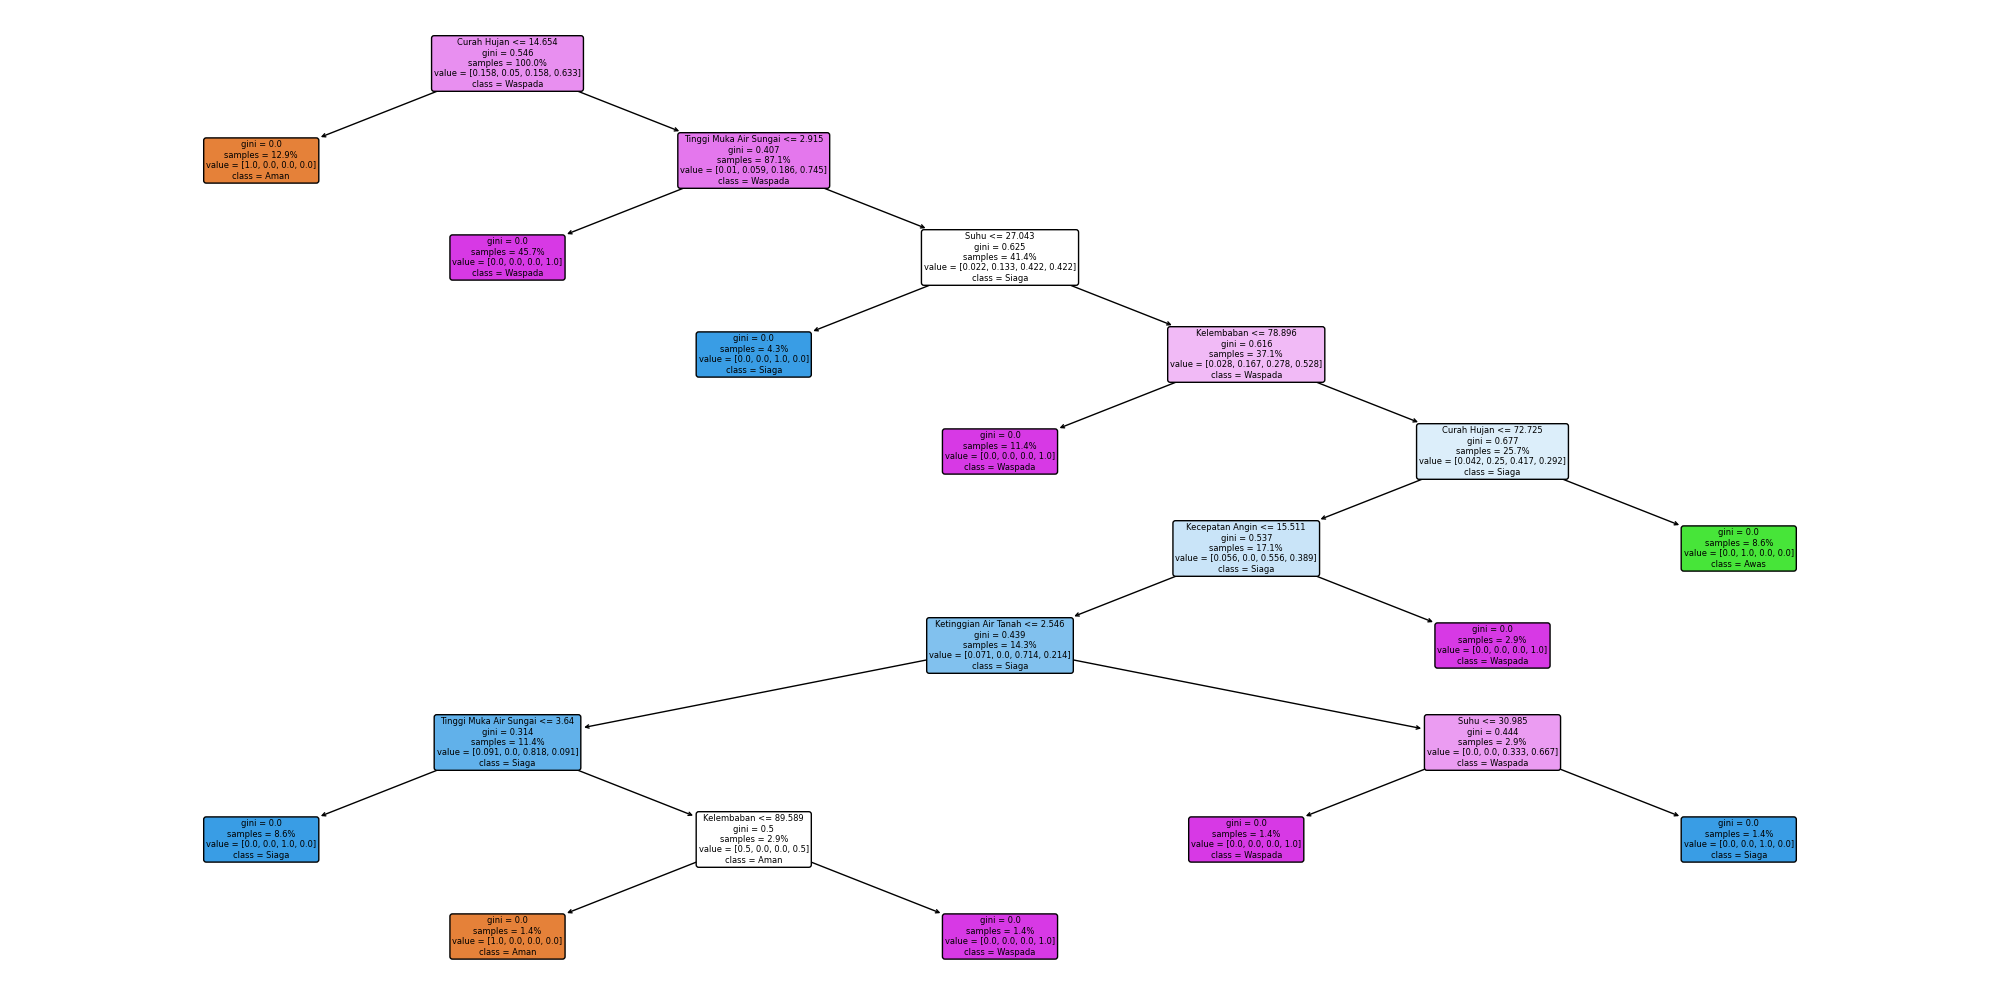 Curah Hujan <= 14.654
gini = 0.546
samples = 100.0%
value = [0.158, 0.05, 0.158, 0.633]
class = Waspada
gini = 0.0
samples = 12.9%
value = [1.0, 0.0, 0.0, 0.0]
class = Aman
Tinggi Muka Air Sungai <= 2.915
gini = 0.407
samples = 87.1%
value = [0.01, 0.059, 0.186, 0.745]
class = Waspada
gini = 0.0
samples = 45.7%
value = [0.0, 0.0, 0.0, 1.0]
class = Waspada
Suhu <= 27.043
gini = 0.625
samples = 41.4%
value = [0.022, 0.133, 0.422, 0.422]
class = Siaga
gini = 0.0
samples = 4.3%
value = [0.0, 0.0, 1.0, 0.0]
class = Siaga
Kelembaban <= 78.896
gini = 0.616
samples = 37.1%
value = [0.028, 0.167, 0.278, 0.528]
class = Waspada
gini = 0.0
samples = 11.4%
value = [0.0, 0.0, 0.0, 1.0]
class = Waspada
Curah Hujan <= 72.725
gini = 0.677
samples = 25.7%
value = [0.042, 0.25, 0.417, 0.292]
class = Siaga
Kecepatan Angin <= 15.511
gini = 0.537
samples = 17.1%
value = [0.056, 0.0, 0.556, 0.389]
class = Siaga
gini = 0.0
samples = 8.6%
value = [0.0, 1.0, 0.0, 0.0]
class = Awas
Ketinggian Air Tanah <= 2.546
gini = 0.439
samples = 14.3%
value = [0.071, 0.0, 0.714, 0.214]
class = Siaga
gini = 0.0
samples = 2.9%
value = [0.0, 0.0, 0.0, 1.0]
class = Waspada
Tinggi Muka Air Sungai <= 3.64
gini = 0.314
samples = 11.4%
value = [0.091, 0.0, 0.818, 0.091]
class = Siaga
Suhu <= 30.985
gini = 0.444
samples = 2.9%
value = [0.0, 0.0, 0.333, 0.667]
class = Waspada
gini = 0.0
samples = 8.6%
value = [0.0, 0.0, 1.0, 0.0]
class = Siaga
Kelembaban <= 89.589
gini = 0.5
samples = 2.9%
value = [0.5, 0.0, 0.0, 0.5]
class = Aman
gini = 0.0
samples = 1.4%
value = [0.0, 0.0, 0.0, 1.0]
class = Waspada
gini = 0.0
samples = 1.4%
value = [0.0, 0.0, 1.0, 0.0]
class = Siaga
gini = 0.0
samples = 1.4%
value = [1.0, 0.0, 0.0, 0.0]
class = Aman
gini = 0.0
samples = 1.4%
value = [0.0, 0.0, 0.0, 1.0]
class = Waspada